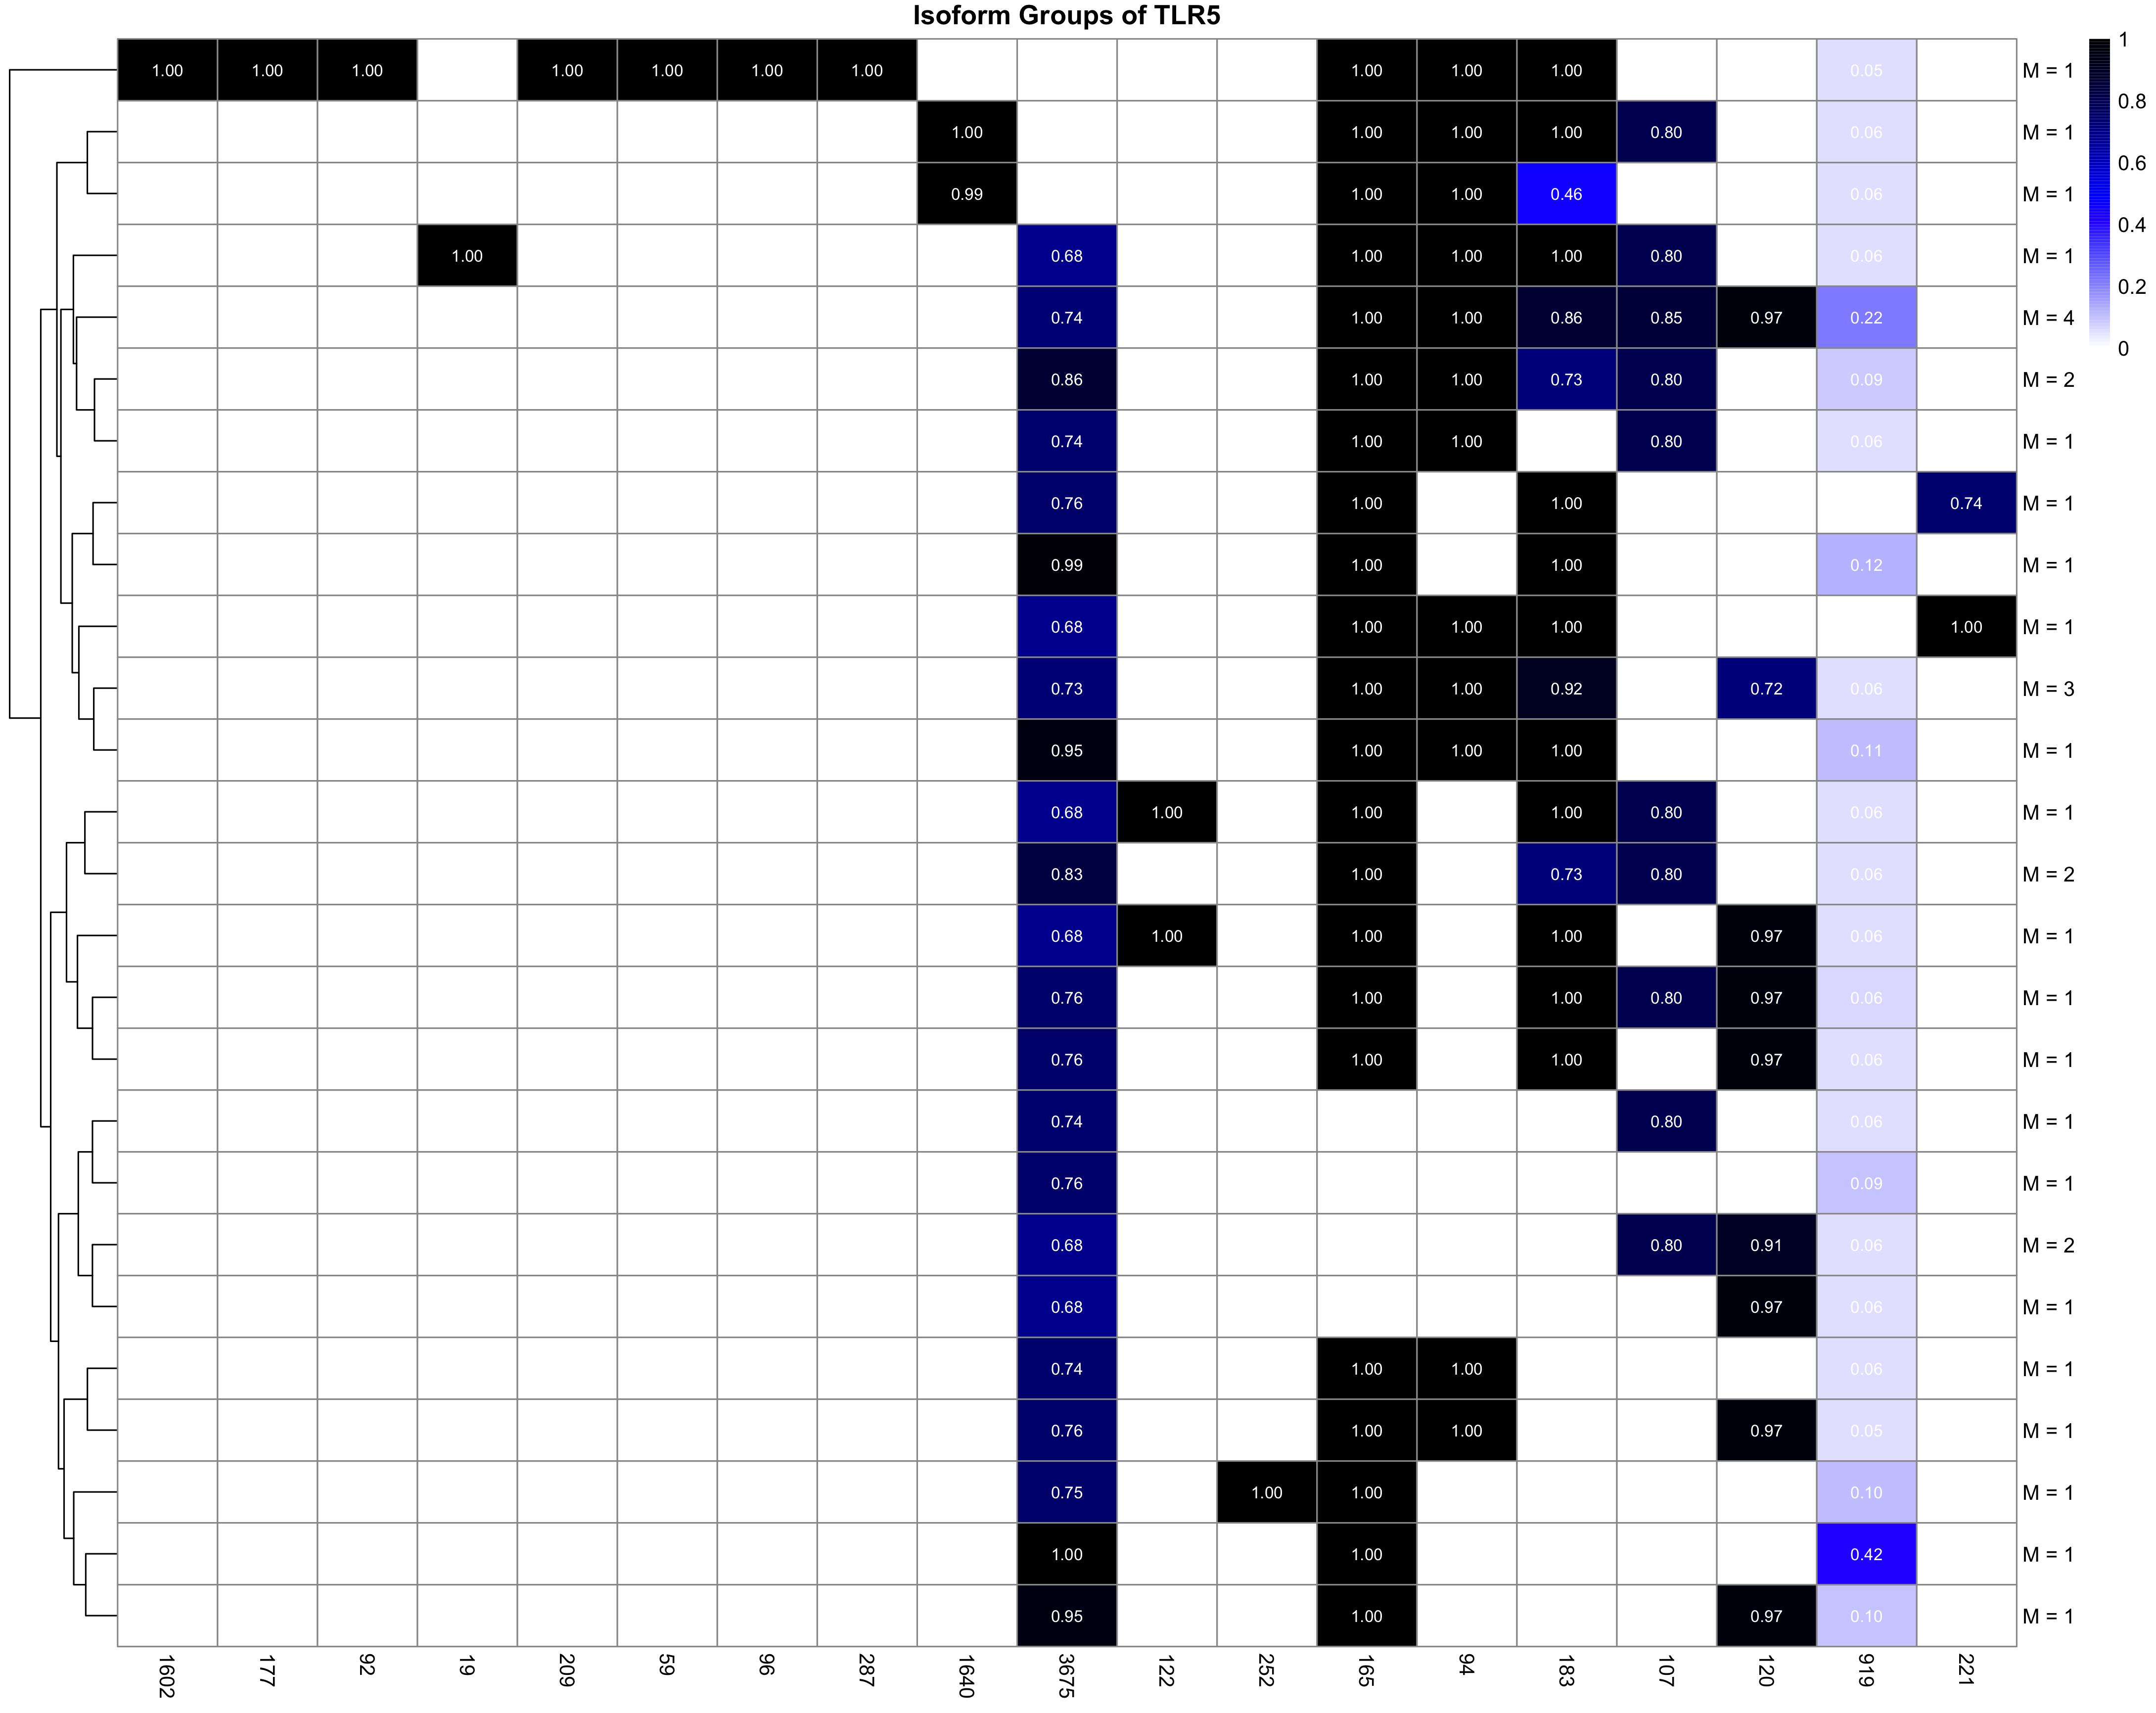 Isoform Groups of TLR5
1.00 1.00 1.00 1.00 1.00 1.00 1.00 1.00 1.00 1.00 0.05 M = 1
1.00 1.00 1.00 1.00 0.80 0.06 M = 1
0.99 1.00 1.00 0.46 0.06 M = 1
1.00 0.68 1.00 1.00 1.00 0.80 0.06 M = 1
0.74 1.00 1.00 0.86 0.85 0.97 0.22 M = 4
0.86 1.00 1.00 0.73 0.80 0.09 M = 2
0.74 1.00 1.00 0.80 0.06 M = 1
0.76 1.00 1.00 0.74 M = 1
0.99 1.00 1.00 0.12 M = 1
0.68 1.00 1.00 1.00 1.00 M = 1
0.73 1.00 1.00 0.92 0.72 0.06 M = 3
0.95 1.00 1.00 1.00 0.11 M = 1
0.68 1.00 1.00 1.00 0.80 0.06 M = 1
0.83 1.00 0.73 0.80 0.06 M = 2
0.68 1.00 1.00 1.00 0.97 0.06 M = 1
0.76 1.00 1.00 0.80 0.97 0.06 M = 1
0.76 1.00 1.00 0.97 0.06 M = 1
0.74 0.80 0.06 M = 1
0.76 0.09 M = 1
0.68 0.80 0.91 0.06 M = 2
0.68 0.97 0.06 M = 1
0.74 1.00 1.00 0.06 M = 1
0.76 1.00 1.00 0.97 0.05 M = 1
0.75 1.00 1.00 0.10 M = 1
1.00 1.00 0.42 M = 1
0.95 1.00 0.97 0.10 M = 1
1602 177 92 19 209 59 96 287 1640 3675 122 252 165 94 183 107 120 919 221
1
0.8
0.6
0.4
0.2
0